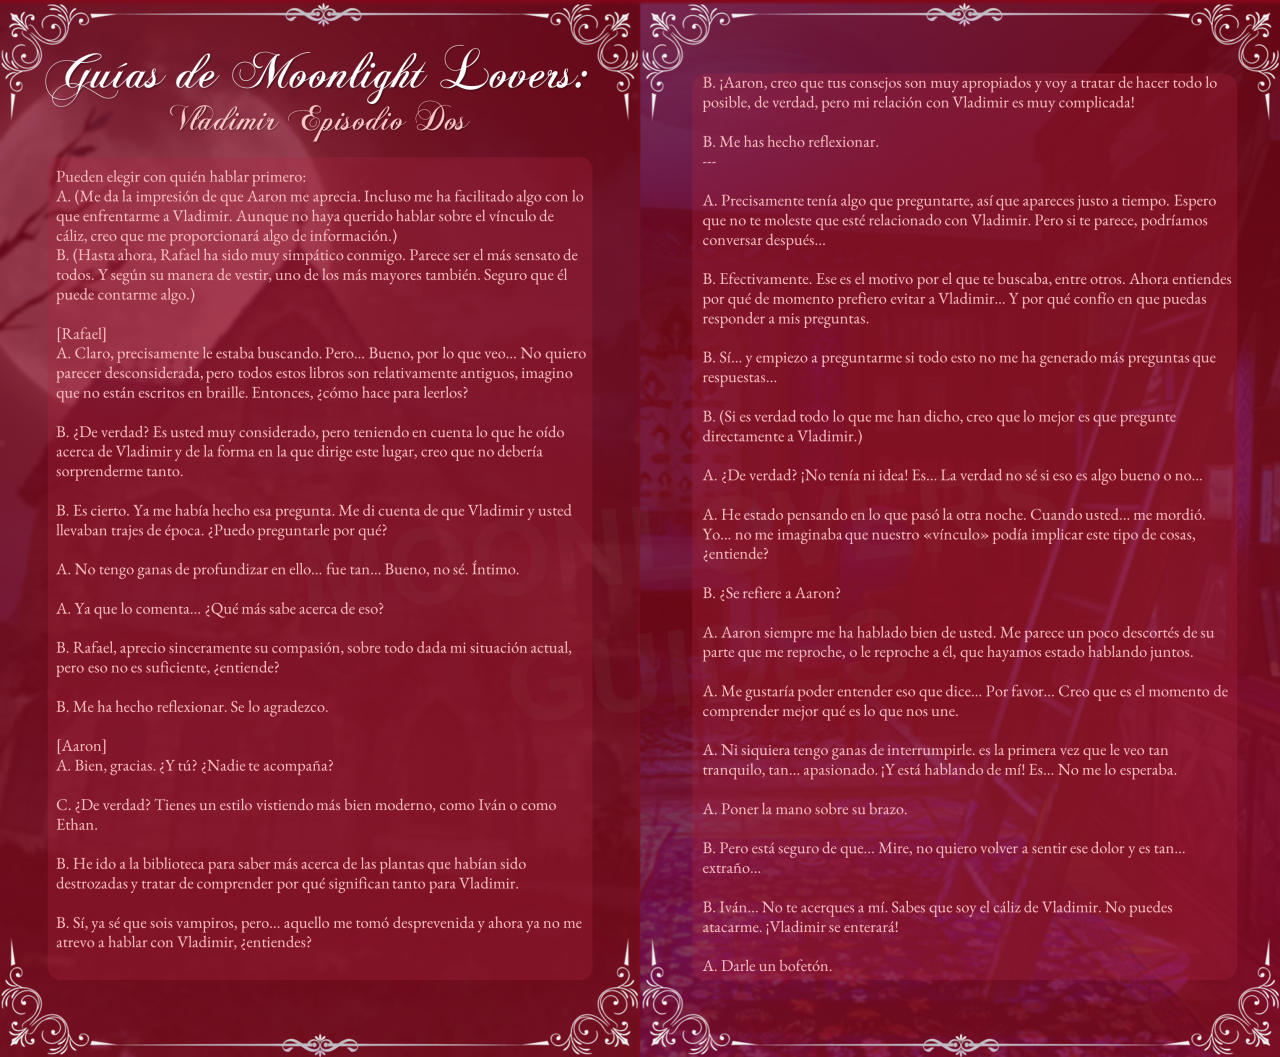 Guías de Moonlight Lovers:
Vladimir Episodio Dos
Pueden elegir con quién hablar primero:
A. (Me da la impresión de que Aaron me aprecia. Incluso me ha facilitado algo con lo
que enfrentarme a Vladimir. Aunque no haya querido hablar sobre el vínculo de
cáliz, creo que me proporcionará algo de información.)
B. (Hasta ahora, Rafael ha sido muy simpático conmigo. Parece ser el más sensato de
todos. Y según su manera de vestir, uno de los más mayores también. Seguro que él
puede contarme algo.)
[Rafael]
A. Claro, precisamente le estaba buscando. Pero... Bueno, por lo que veo... No quiero
parecer desconsiderada, pero todos estos libros son relativamente antiguos, imagino
que no están escritos en braille. Entonces, ¿cómo hace para leerlos?
B. ¿De verdad? Es usted muy considerado, pero teniendo en cuenta lo que he oído
acerca de Vladimir y de la forma en la que dirige este lugar, creo que no debería
sorprenderme tanto.
B. Es cierto. Ya me había hecho esa pregunta. Me di cuenta de que Vladimir y usted
llevaban trajes de época. ¿Puedo preguntarle por qué?
A. No tengo ganas de profundizar en ello... fue tan... Bueno, no sé. Íntimo.
A. Ya que lo comenta... ¿Qué más sabe acerca de eso?
B. Rafael, aprecio sinceramente su compasión, sobre todo dada mi situación actual,
pero eso no es suficiente, ¿entiende?
B. Me ha hecho reflexionar. Se lo agradezco.
[Aaron]
A. Bien, gracias. ¿Y tú? ¿Nadie te acompaña?
C. ¿De verdad? Tienes un estilo vistiendo más bien moderno, como Iván o como
Ethan.
B. He ido a la biblioteca para saber más acerca de las plantas que habían sido
destrozadas y tratar de comprender por qué significan tanto para Vladimir.
B. Sí, ya sé que sois vampiros, pero... aquello me tomó desprevenida y ahora ya no me
atrevo a hablar con Vladimir, ¿entiendes?
B. ¡Aaron, creo que tus consejos son muy apropiados y voy a tratar de hacer todo lo
posible, de verdad, pero mi relación con Vladimir es muy complicada!
B. Me has hecho reflexionar.
---
A. Precisamente tenía algo que preguntarte, así que apareces justo a tiempo. Espero
que no te moleste que esté relacionado con Vladimir. Pero si te parece, podríamos
conversar después...
B. Efectivamente. Ese es el motivo por el que te buscaba, entre otros. Ahora entiendes
por qué de momento prefiero evitar a Vladimir... Y por qué confío en que puedas
responder a mis preguntas.
B. Sí... y empiezo a preguntarme si todo esto no me ha generado más preguntas que
respuestas...
B. (Si es verdad todo lo que me han dicho, creo que lo mejor es que pregunte
directamente a Vladimir.)
A. ¿De verdad? ¡No tenía ni idea! Es... La verdad no sé si eso es algo bueno o no...
A. He estado pensando en lo que pasó la otra noche. Cuando usted... me mordió.
Yo... no me imaginaba que nuestro «vínculo» podía implicar este tipo de cosas,
¿entiende?
B. ¿Se refiere a Aaron?
A. Aaron siempre me ha hablado bien de usted. Me parece un poco descortés de su
parte que me reproche, o le reproche a él, que hayamos estado hablando juntos.
A. Me gustaría poder entender eso que dice... Por favor... Creo que es el momento de
comprender mejor qué es lo que nos une.
A. Ni siquiera tengo ganas de interrumpirle. es la primera vez que le veo tan
tranquilo, tan... apasionado. ¡Y está hablando de mí! Es... No me lo esperaba.
A. Poner la mano sobre su brazo.
B. Pero está seguro de que... Mire, no quiero volver a sentir ese dolor y es tan...
extraño...
B. Iván... No te acerques a mí. Sabes que soy el cáliz de Vladimir. No puedes
atacarme. ¡Vladimir se enterará!
A. Darle un bofetón.
MOONLOVERS
GUIDES